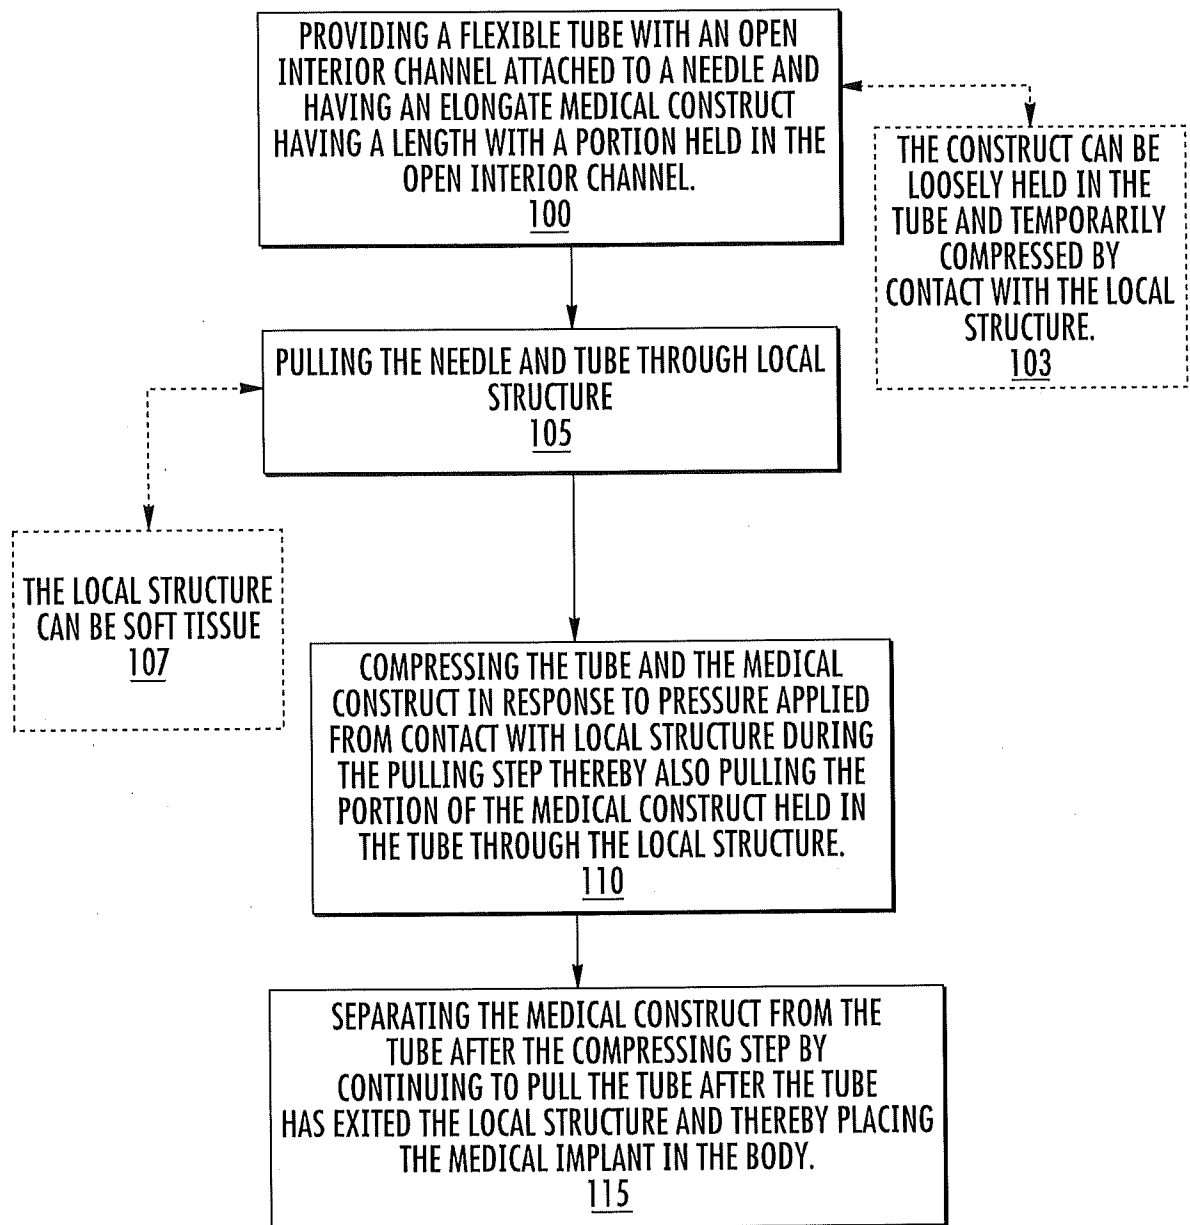 PROVIDING A FLEXIBLE TUBE WITH AN OPEN
INTERIOR CHANNEL ATTACHED TO A NEEDLE AND
HAVING AN ELONGATE MEDICAL CONSTRUCT
HAVING A LENGTH WITH A PORTION HELD IN THE
OPEN INTERIOR CHANNEL.
100
THE CONSTRUCT CAN BE
LOOSELY HELD IN THE
TUBE AND TEMPORARILY
COMPRESSED BY
CONTACT WITH THE LOCAL
STRUCTURE.
103
PULLING THE NEEDLE AND TUBE THROUGH LOCAL
STRUCTURE
105
THE LOCAL STRUCTURE
CAN BE SOFT TISSUE
107
COMPRESSING THE TUBE AND THE MEDICAL
CONSTRUCT IN RESPONSE TO PRESSURE APPLIED
FROM CONTACT WITH LOCAL STRUCTURE DURING
THE PULLING STEP THEREBY ALSO PULLING THE
PORTION OF THE MEDICAL CONSTRUCT HELD IN
THE TUBE THROUGH THE LOCAL STRUCTURE.
110
SEPARATING THE MEDICAL CONSTRUCT FROM THE
TUBE AFTER THE COMPRESSING STEP BY
CONTINUING TO PULL THE TUBE AFTER THE TUBE
HAS EXITED THE LOCAL STRUCTURE AND THEREBY PLACING
THE MEDICAL IMPLANT IN THE BODY.
115